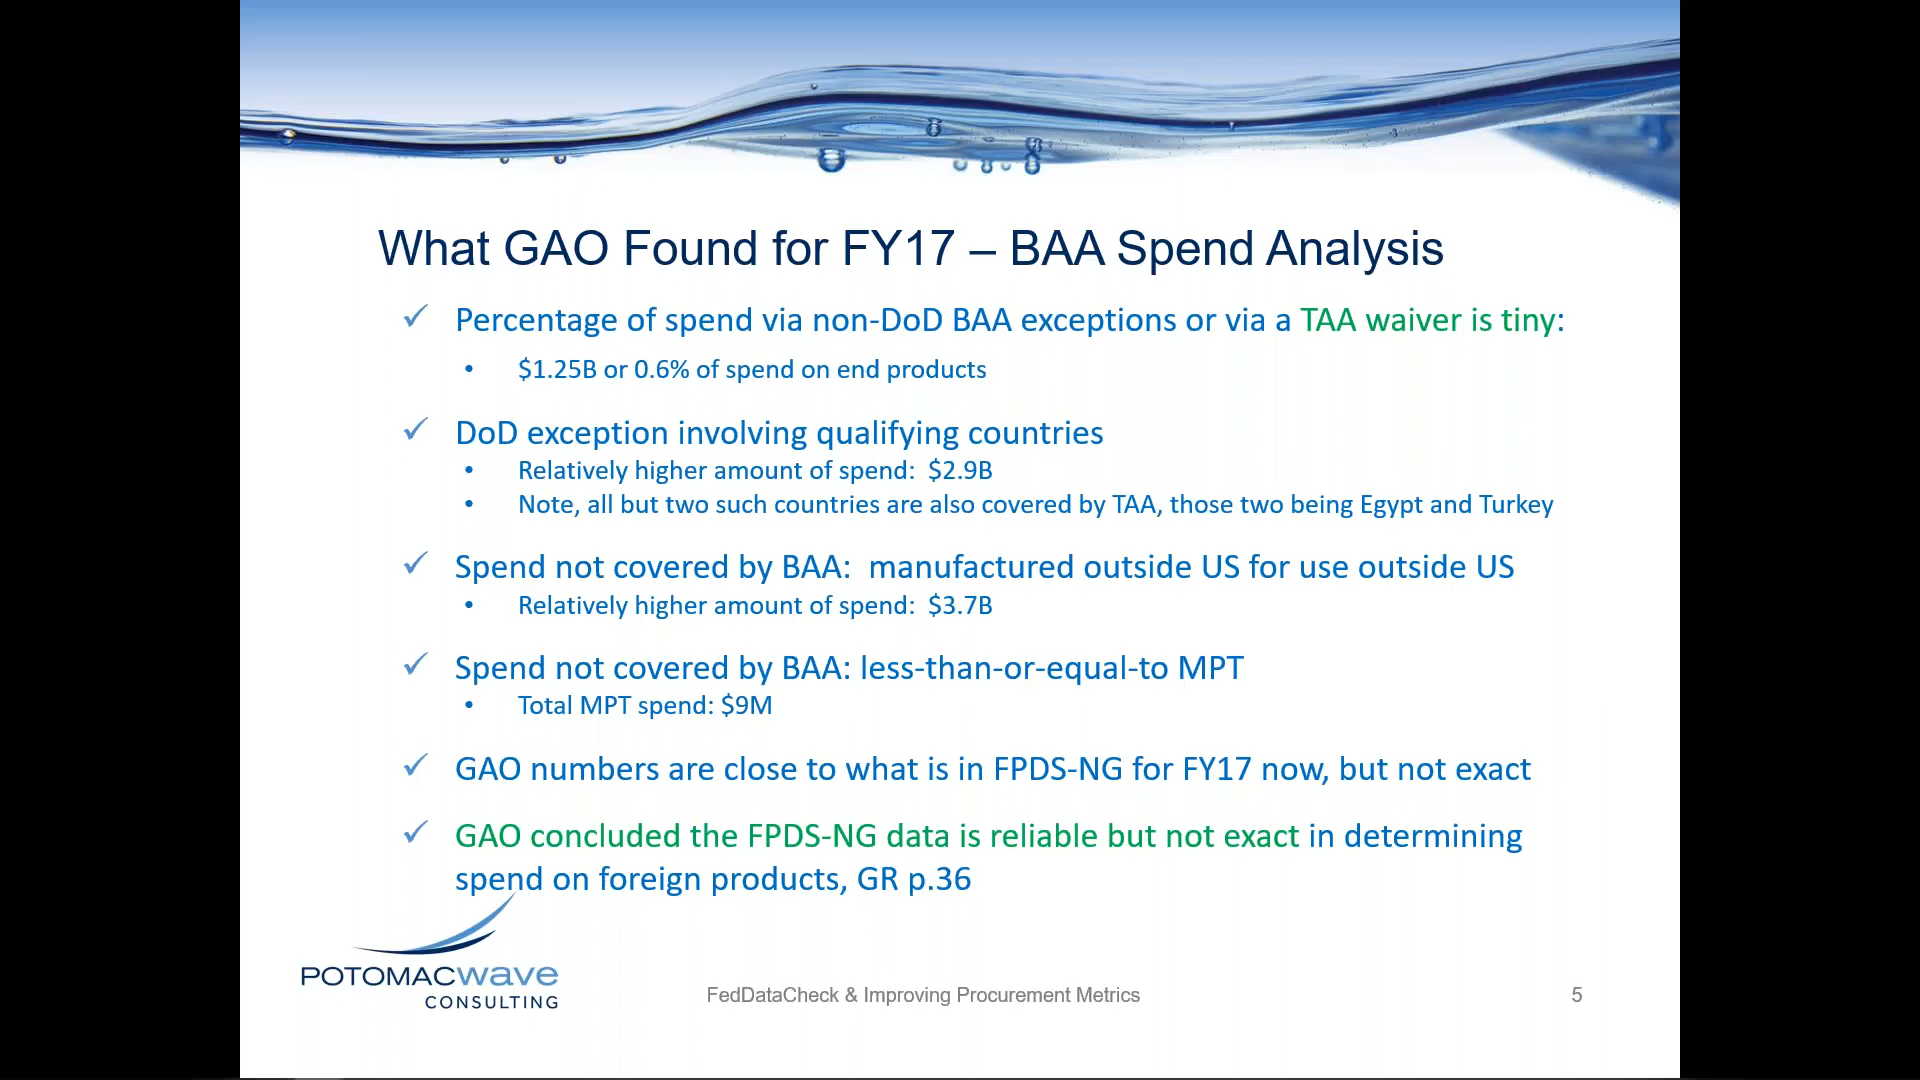 What GAO Found for FY17 – BAA Spend Analysis
✓ Percentage of spend via non-DoD BAA exceptions or via a TAA waiver is tiny:
• $1.25B or 0.6% of spend on end products
✓ DoD exception involving qualifying countries
• Relatively higher amount of spend: $2.9B
• Note, all but two such countries are also covered by TAA, those two being Egypt and Turkey
✓ Spend not covered by BAA: manufactured outside US for use outside US
• Relatively higher amount of spend: $3.7B
✓ Spend not covered by BAA: less-than-or-equal-to MPT
• Total MPT spend: $9M
✓ GAO numbers are close to what is in FPDS-NG for FY17 now, but not exact
✓ GAO concluded the FPDS-NG data is reliable but not exact in determining
spend on foreign products, GR p.36
POTOMACwave
CONSULTING
FedDataCheck & Improving Procurement Metrics
5